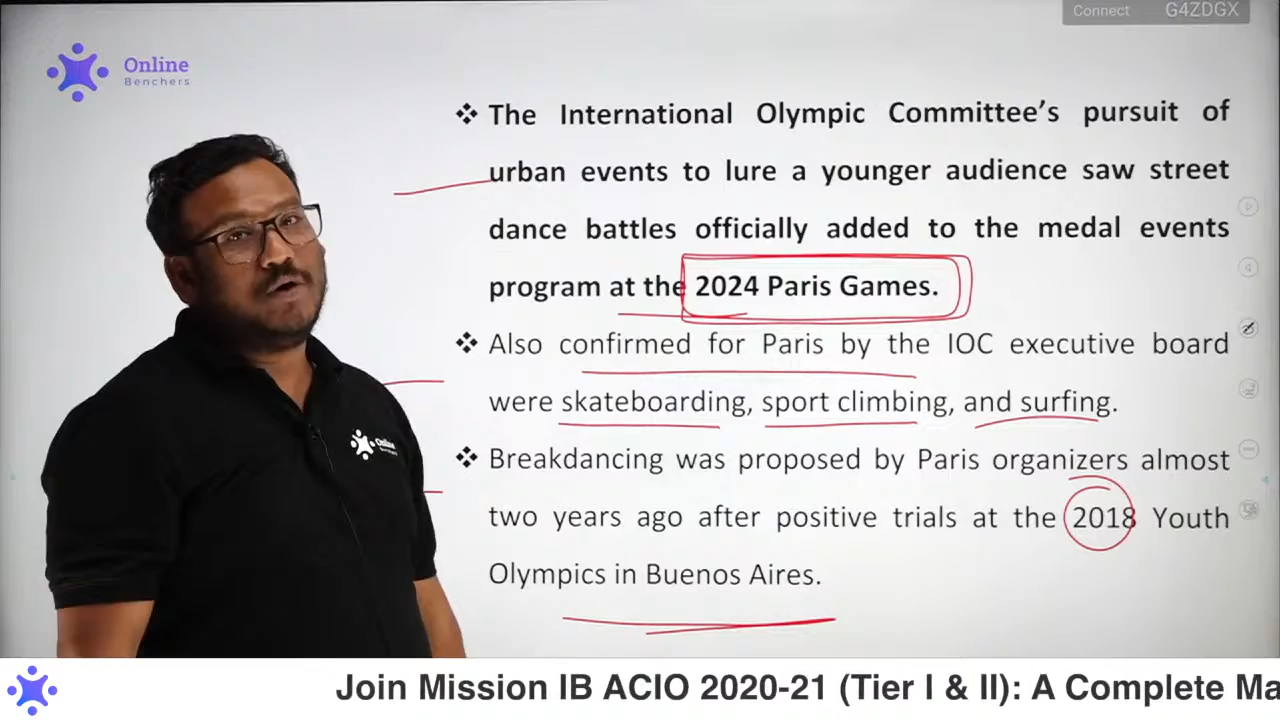 Connect G4ZDGX
Online
Benchers
❖ The International Olympic Committee’s pursuit of
urban events to lure a younger audience saw street
dance battles officially added to the medal events
program at the 2024 Paris Games.
❖ Also confirmed for Paris by the IOC executive board
were skateboarding, sport climbing, and surfing.
❖ Breakdancing was proposed by Paris organizers almost
two years ago after positive trials at the 2018 Youth
Olympics in Buenos Aires.
Online
Join Mission IB ACIO 2020-21 (Tier I & II): A Complete Ma